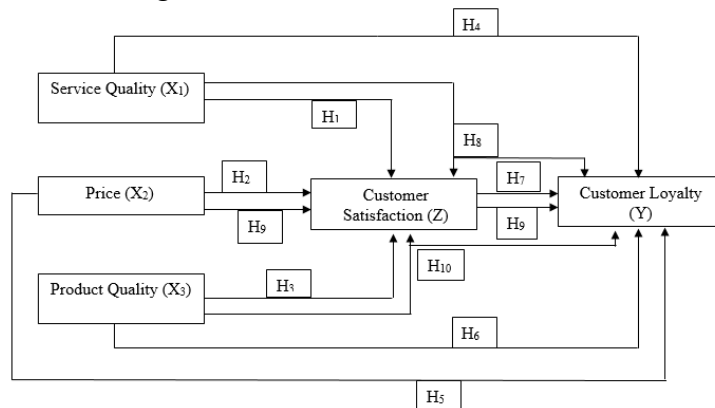 H₄
Service Quality (X₁)
H₁
H₈
Price (X₂)
H₂
H₉
Customer
Satisfaction (Z)
H₇
H₉
Customer Loyalty
(Y)
Product Quality (X₃)
H₃
H₁₀
H₆
H₅